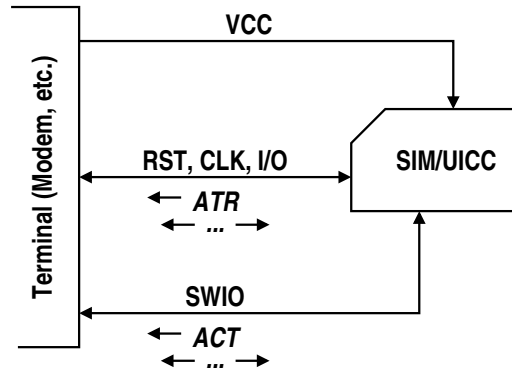 Terminal (Modem, etc.)
VCC
RST, CLK, I/O
SIM/UICC
ATR
...
SWIO
ACT
...